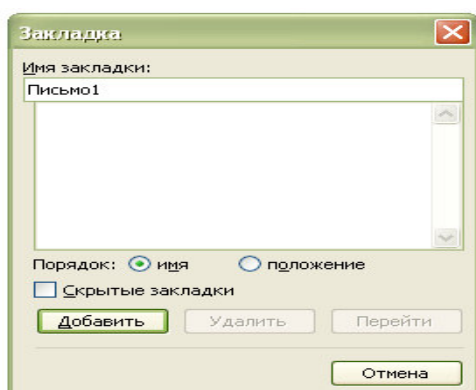 Закладка
Имя закладки:
Письмо1
Порядок: имя положение
Скрытые закладки
Добавить Удалить Перейти
Отмена